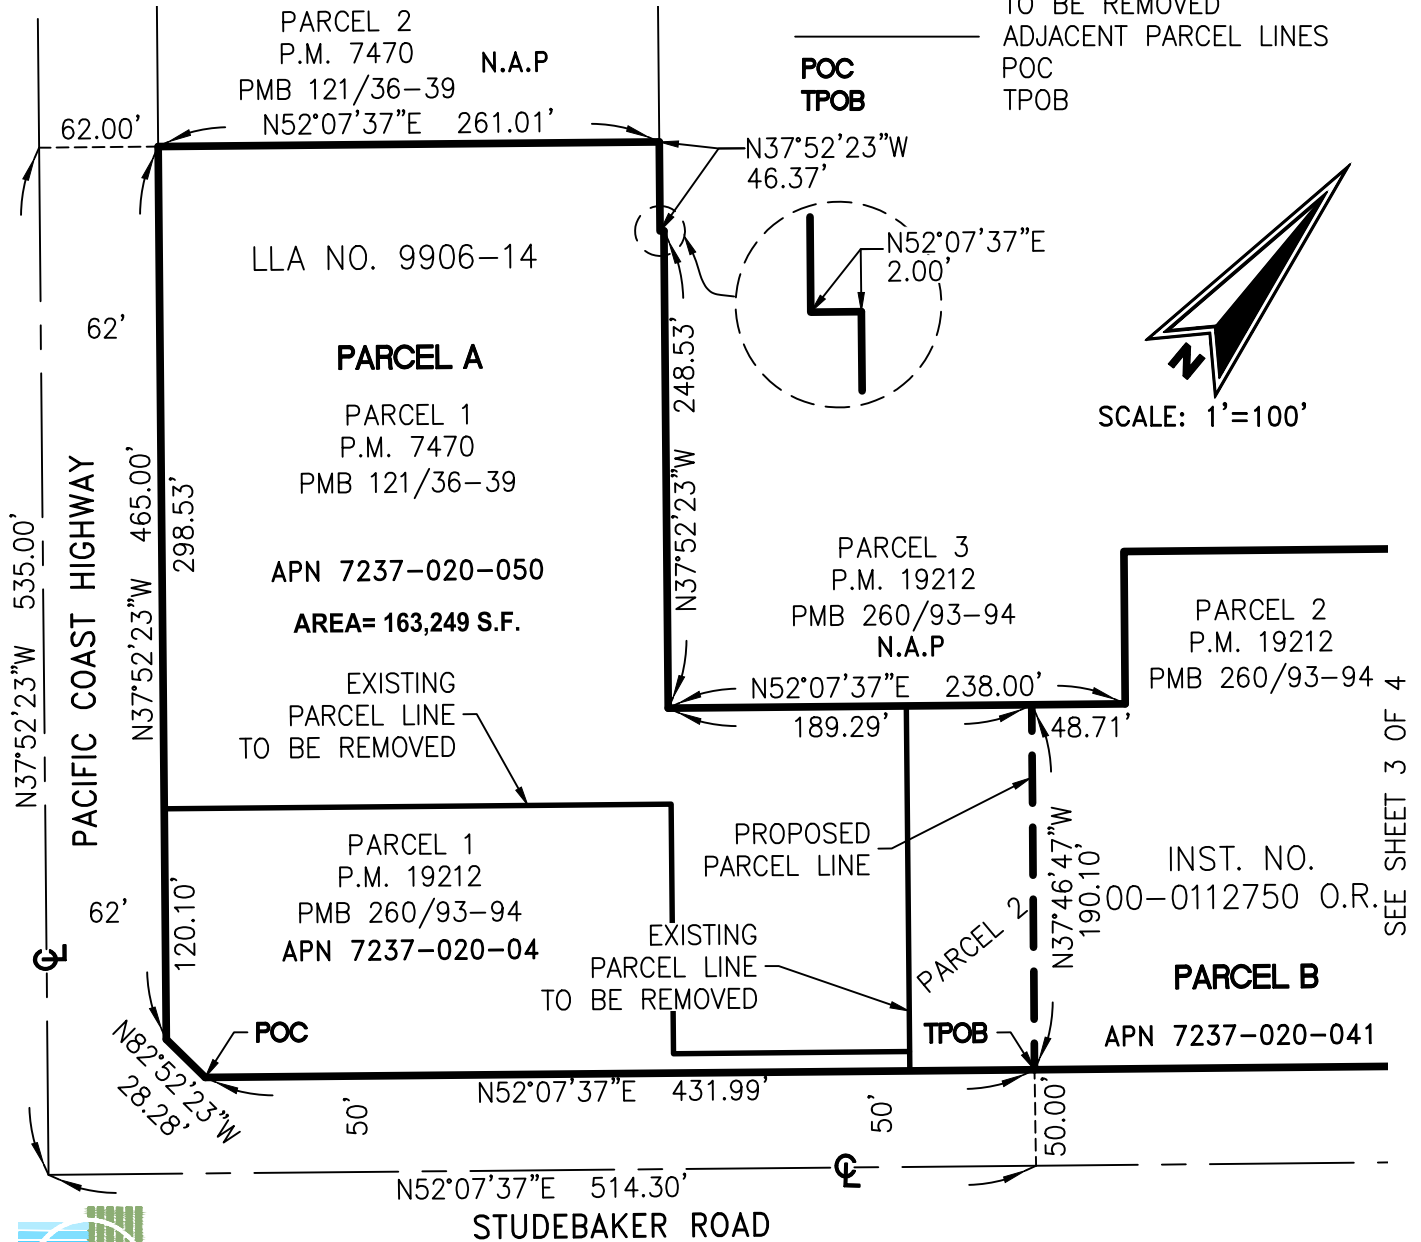 TO BE REMOVED
ADJACENT PARCEL LINES
POC POC
TPOB TPOB
PARCEL 2
P.M. 7470
PMB 121/36-39
N.A.P
62.00'
N52°07'37"E 261.01'
N37°52'23"W
46.37'
N52°07'37"E
2.00'
LLA NO. 9906-14
62'
PARCEL A
PARCEL 1
P.M. 7470
PMB 121/36-39
APN 7237-020-050
AREA= 163,249 S.F.
N37°52'23"W 248.53'
N
SCALE: 1'=100'
N37°52'23"W 535.00'
PACIFIC COAST HIGHWAY
N37°52'23"W 465.00'
298.53'
PARCEL 3
P.M. 19212
PMB 260/93-94
N.A.P
PARCEL 2
P.M. 19212
PMB 260/93-94
EXISTING
PARCEL LINE
TO BE REMOVED
N52°07'37"E 238.00'
189.29'
48.71'
SEE SHEET 3 OF 4
PARCEL 1
P.M. 19212
PMB 260/93-94
APN 7237-020-04
62'
120.10'
PROPOSED
PARCEL LINE
EXISTING
PARCEL LINE
TO BE REMOVED
PARCEL 2
N37°46'47"W
190.10'
INST. NO.
00-0112750 O.R.
PARCEL B
APN 7237-020-041
℄
POC
TPOB
N82°52'23"W
28.28'
N52°07'37"E 431.99'
50'
50'
50.00'
℄
N52°07'37"E 514.30'
STUDEBAKER ROAD